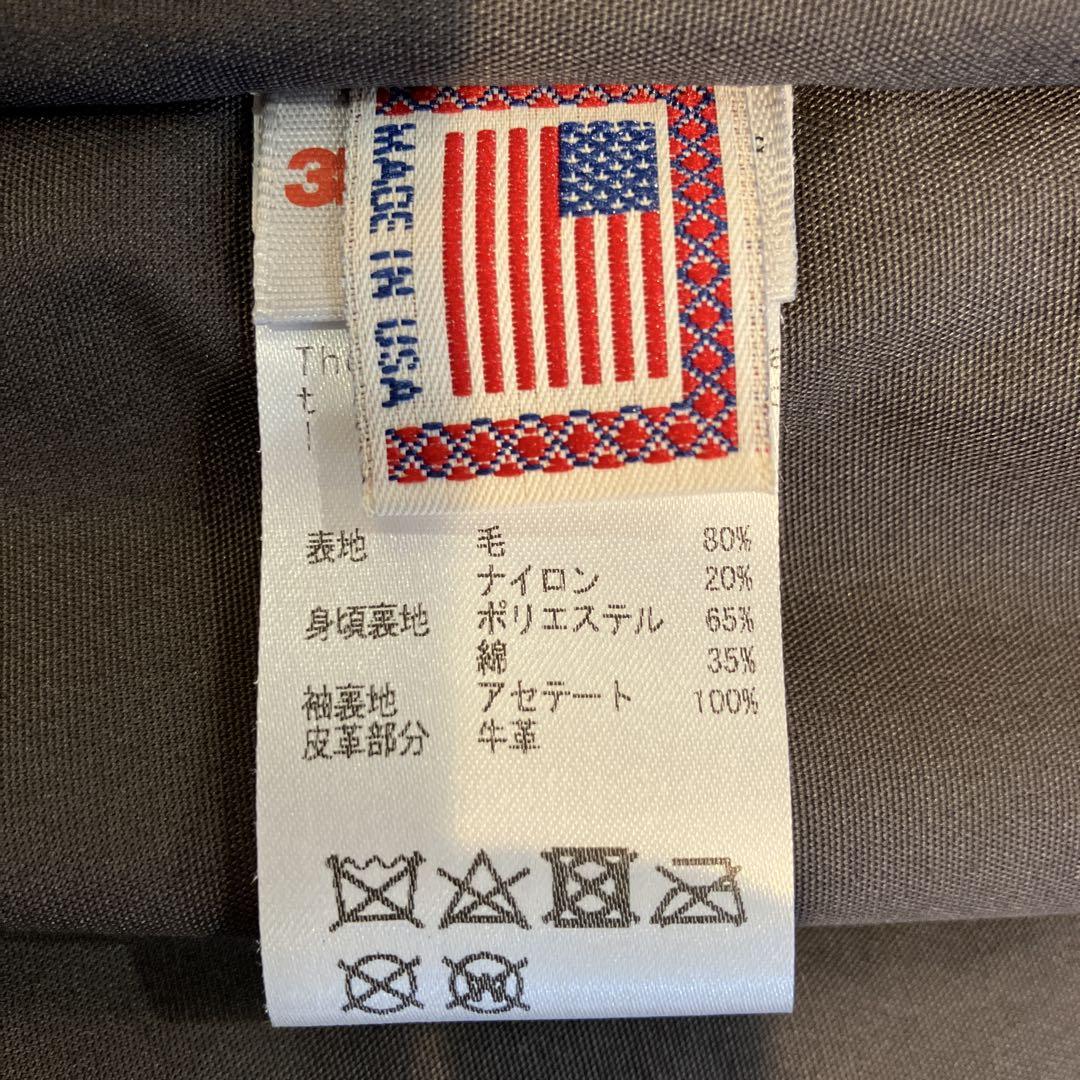 3
MADE IN USA
表地 毛 80%
ナイロン 20%
身頃裏地 ポリエステル 65%
綿 35%
袖裏地 アセテート 100%
皮革部分 牛革
W